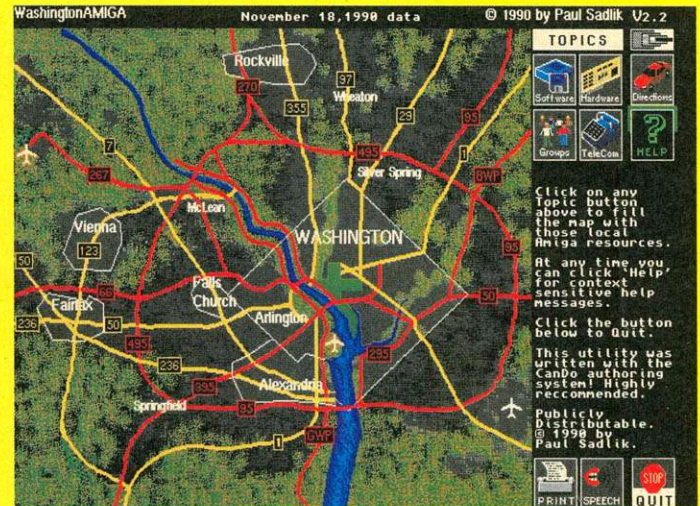 WashingtonAMIGA
November 18,1990 data
© 1990 by Paul Sadlik V2.2
TOPICS
Software
Hardware
Directions
Groups
TeleCom
HELP
Click on any
Topic button
above to fill
the map with
those local
Amiga resources.
At any time you
can click 'Help'
for context
sensitive help
messages.
Click the button
below to Quit.
This utility was
written with the
CanDo authoring
system! Highly
reccommended.
Publicly
Distributable.
© 1990 by
Paul Sadlik.
PRINT
SPEECH
STOP
QUIT
Rockville
270
355
97
Wheaton
29
95
1
7
495
Silver Spring
BWP
267
McLean
Vienna
123
WASHINGTON
95
50
66
Falls
Church
50
Fairfax
236
50
Arlington
495
295
236
395
Alexandria
Springfield
95
GWP
1